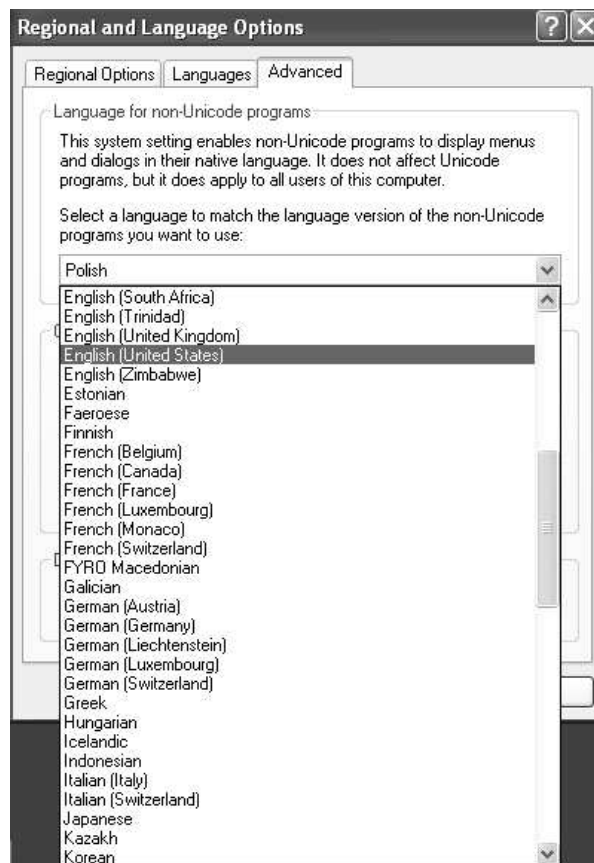 Regional and Language Options
Regional Options Languages Advanced
Language for non-Unicode programs
This system setting enables non-Unicode programs to display menus
and dialogs in their native language. It does not affect Unicode
programs, but it does apply to all users of this computer.
Select a language to match the language version of the non-Unicode
programs you want to use:
Polish
English (South Africa)
English (Trinidad)
English (United Kingdom)
English (United States)
English (Zimbabwe)
Estonian
Faeroese
Finnish
French (Belgium)
French (Canada)
French (France)
French (Luxembourg)
French (Monaco)
French (Switzerland)
FYRO Macedonian
Galician
German (Austria)
German (Germany)
German (Liechtenstein)
German (Luxembourg)
German (Switzerland)
Greek
Hungarian
Icelandic
Indonesian
Italian (Italy)
Italian (Switzerland)
Japanese
Kazakh
Korean